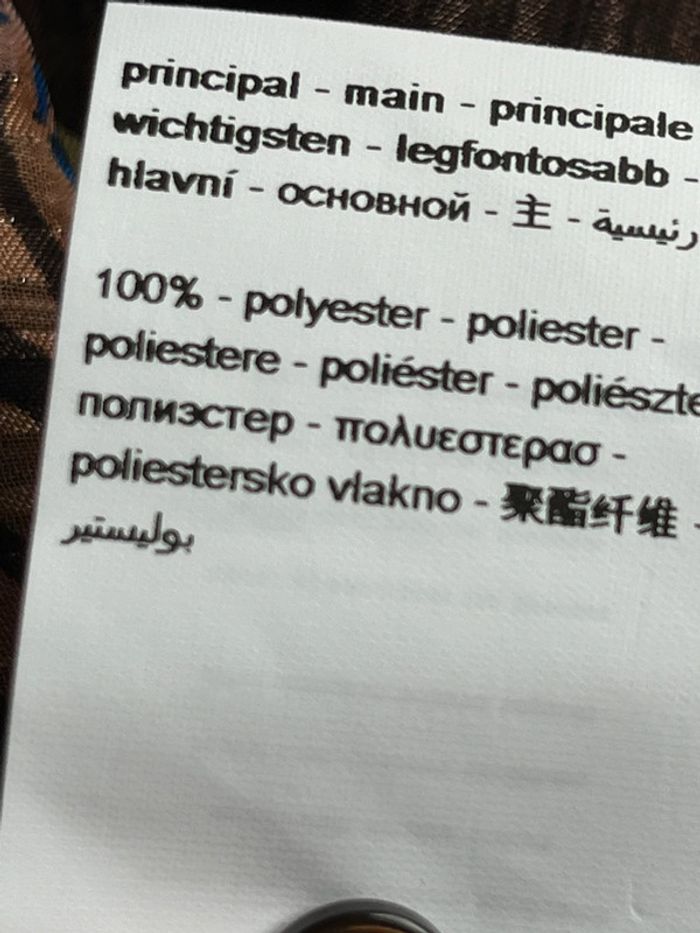 principal - main - principale
wichtigsten - legfontosabb -
hlavní - основной - 主 - رئيسية
100% - polyester - poliester -
poliestere - poliéster - poliészte
полиэстер - πολυεστερασ -
poliestersko vlakno - 聚酯纤维 -
بوليستير